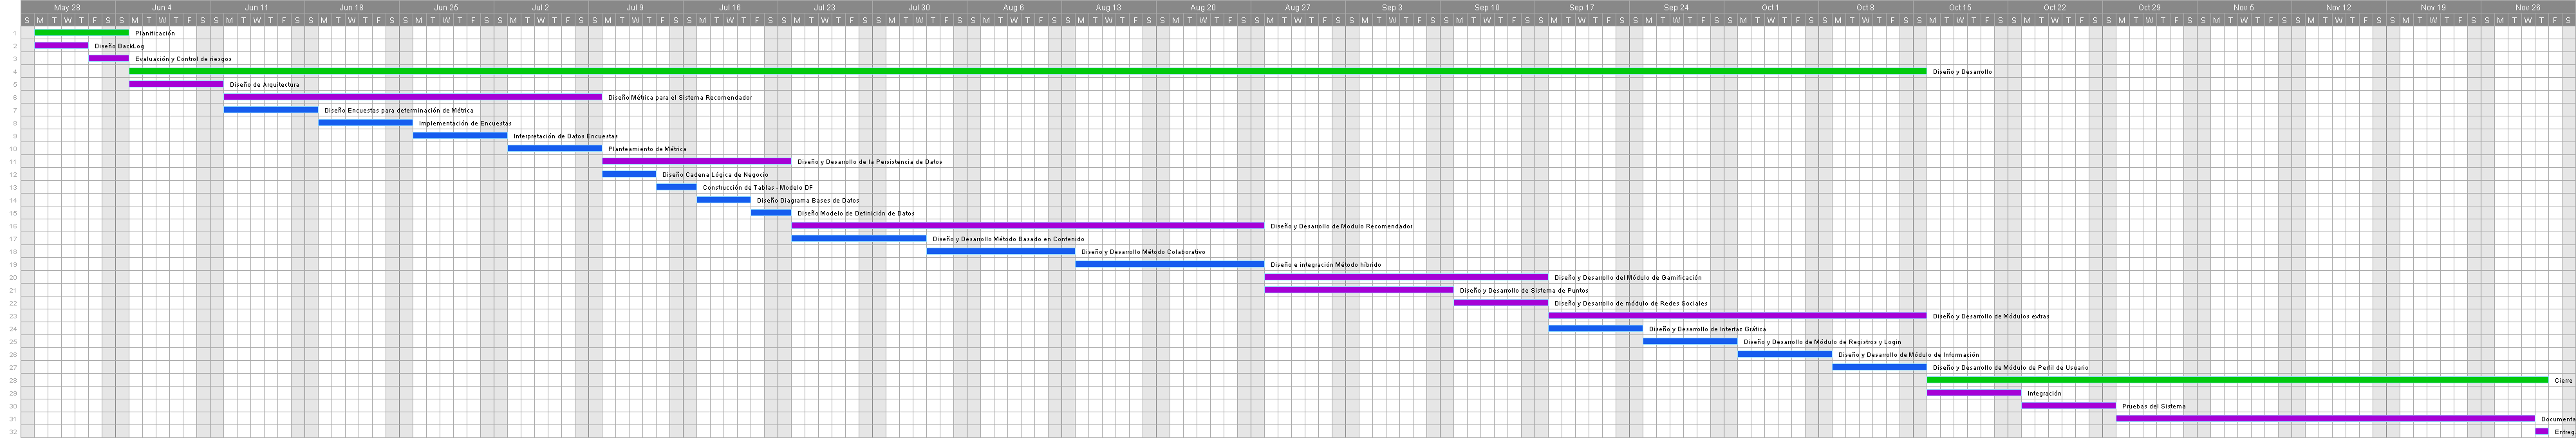 May 28 Jun 4 Jun 11 Jun 18 Jun 25 Jul 2 Jul 9 Jul 16 Jul 23 Jul 30 Aug 6 Aug 13 Aug 20 Aug 27 Sep 3 Sep 10 Sep 17 Sep 24 Oct 1 Oct 8 Oct 15 Oct 22 Oct 29 Nov 5 Nov 12 Nov 19 Nov 26
S M T W T F S S M T W T F S S M T W T F S S M T W T F S S M T W T F S S M T W T F S S M T W T F S S M T W T F S S M T W T F S S M T W T F S S M T W T F S S M T W T F S S M T W T F S S M T W T F S S M T W T F S S M T W T F S S M T W T F S S M T W T F S S M T W T F S S M T W T F S S M T W T F S S M T W T F S S M T W T F S S M T W T F S S M T W T F S S M T W T F S
1 Planificación
2 Diseño BackLog
3 Evaluación y Control de riesgos
4 Diseño y Desarrollo
5 Diseño de Arquitectura
6 Diseño Métrica para el Sistema Recomendador
7 Diseño Encuestas para determinación de Métrica
8 Implementación de Encuestas
9 Interpretación de Datos Encuestas
10 Planteamiento de Métrica
11 Diseño y Desarrollo de la Persistencia de Datos
12 Diseño Cadena Lógica de Negocio
13 Construcción de Tablas - Modelo DF
14 Diseño Diagrama Bases de Datos
15 Diseño Modelo de Definición de Datos
16 Diseño y Desarrollo de Modulo Recomendador
17 Diseño y Desarrollo Método Basado en Contenido
18 Diseño y Desarrollo Método Colaborativo
19 Diseño e integración Método híbrido
20 Diseño y Desarrollo del Módulo de Gamificación
21 Diseño y Desarrollo de Sistema de Puntos
22 Diseño y Desarrollo de módulo de Redes Sociales
23 Diseño y Desarrollo de Módulos extras
24 Diseño y Desarrollo de Interfaz Gráfica
25 Diseño y Desarrollo de Módulo de Registros y Login
26 Diseño y Desarrollo de Módulo de Información
27 Diseño y Desarrollo de Módulo de Perfil de Usuario
28 Cierre
29 Integración
30 Pruebas del Sistema
31 Documenta
32 Entreg